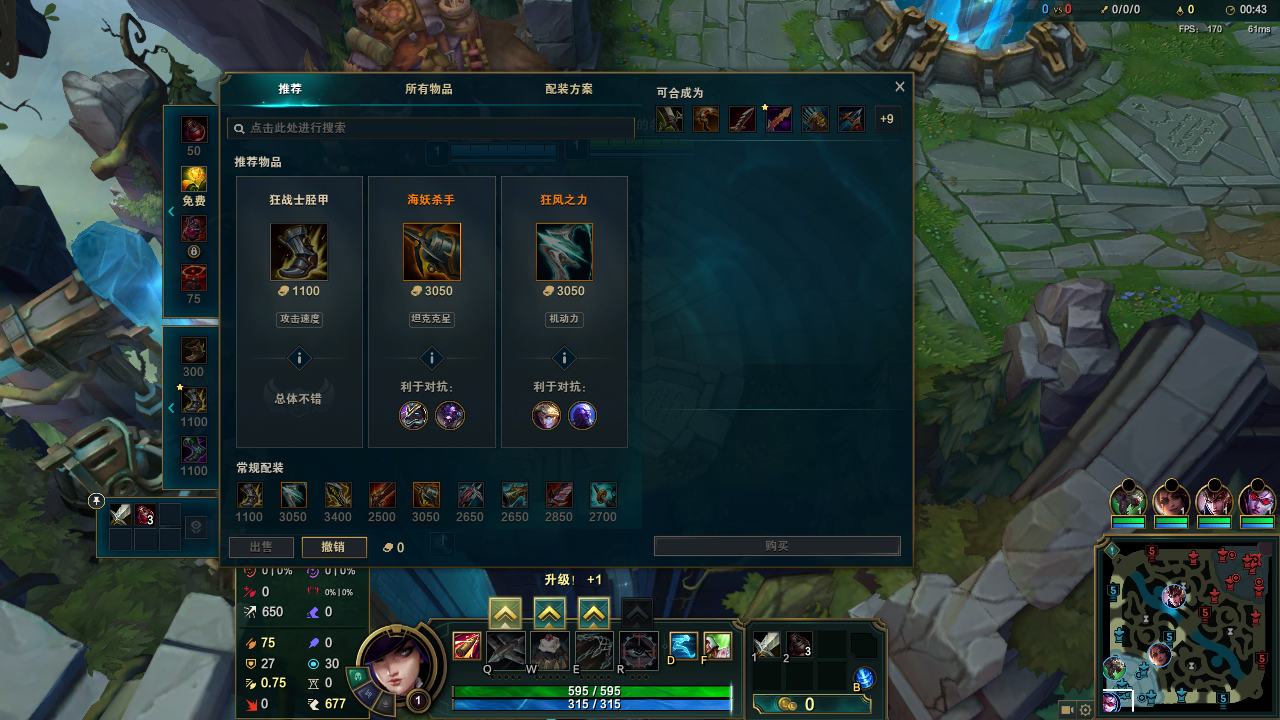 0 vs 0
0/0/0
0
00:43
FPS: 170
61ms
推荐
所有物品
配装方案
可合成为
+9
点击此处进行搜索
50
免费
75
300
1100
1100
推荐物品
狂战士胫甲
1100
攻击速度
总体不错
海妖杀手
3050
坦克克星
利于对抗:
狂风之力
3050
机动力
利于对抗:
常规配装
1100
3050
3400
2500
3050
2650
2650
2850
2700
3
出售
撤销
0
购买
0 | 0%
0 | 0%
0
0% | 0%
650
0
75
0
27
30
0.75
0
0
677
升级! +1
Q
W
E
R
D
F
1
595 / 595
315 / 315
1
2
3
B
0
5
5
5
5
5
5